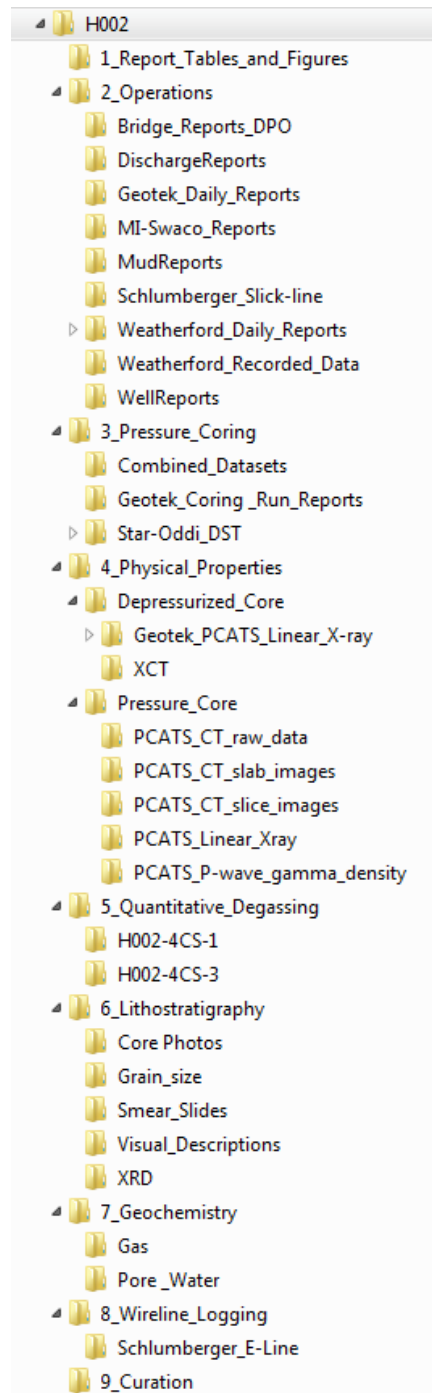 H002
1_Report_Tables_and_Figures
2_Operations
Bridge_Reports_DPO
DischargeReports
Geotek_Daily_Reports
MI-Swaco_Reports
MudReports
Schlumberger_Slick-line
Weatherford_Daily_Reports
Weatherford_Recorded_Data
WellReports
3_Pressure_Coring
Combined_Datasets
Geotek_Coring _Run_Reports
Star-Oddi_DST
4_Physical_Properties
Depressurized_Core
Geotek_PCATS_Linear_X-ray
XCT
Pressure_Core
PCATS_CT_raw_data
PCATS_CT_slab_images
PCATS_CT_slice_images
PCATS_Linear_Xray
PCATS_P-wave_gamma_density
5_Quantitative_Degassing
H002-4CS-1
H002-4CS-3
6_Lithostratigraphy
Core Photos
Grain_size
Smear_Slides
Visual_Descriptions
XRD
7_Geochemistry
Gas
Pore _Water
8_Wireline_Logging
Schlumberger_E-Line
9_Curation